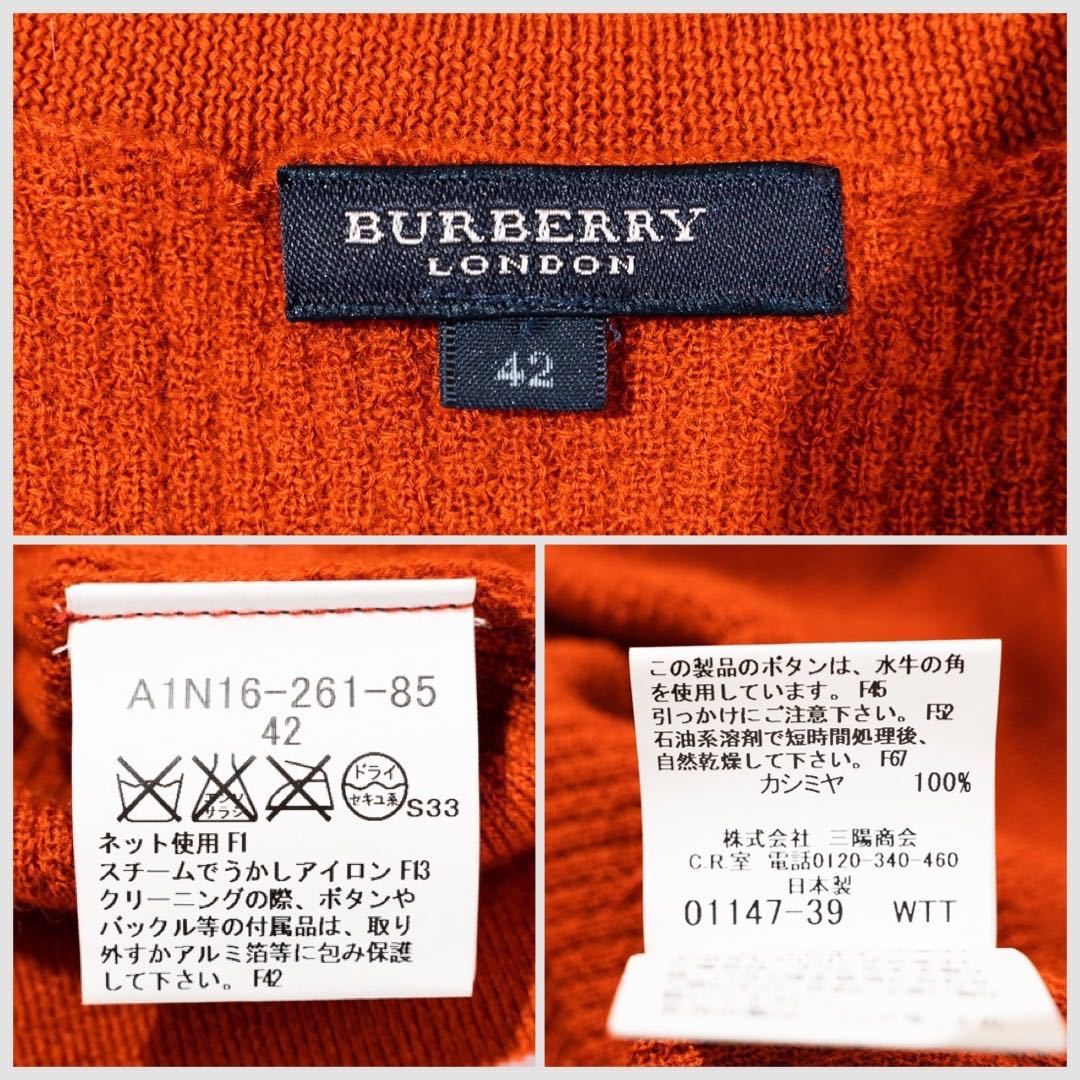 BURBERRY
LONDON
42
A1N16-261-85
42
エンソ
サラシ
ドライ
セキユ系
S33
ネット使用 F1
スチームでうかしアイロン F13
クリーニングの際、ボタンや
バックル等の付属品は、取り
外すかアルミ箔等に包み保護
して下さい。 F42
この製品のボタンは、水牛の角
を使用しています。 F45
引っかけにご注意下さい。 F52
石油系溶剤で短時間処理後、
自然乾燥して下さい。 F67
カシミヤ 100%
株式会社 三陽商会
C.R.室 電話0120-340-460
日本製
01147-39 WTT